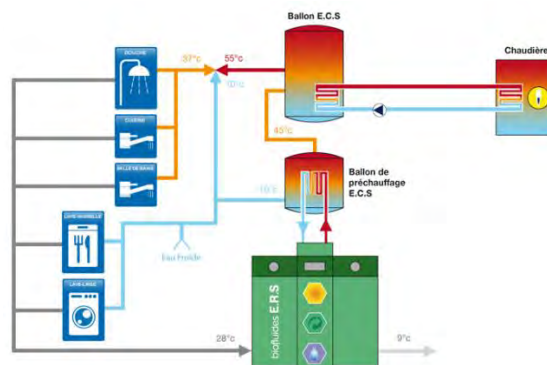 Ballon E.C.S
Chaudière
DOUCHE
37°c
55°c
10°c
CUISINE
45°c
SALLE DE BAINS
Ballon de
préchauffage
E.C.S
10°c
LAVE-VAISSELLE
Eau froide
LAVE-LINGE
biofluides E.R.S
28°c
9°c